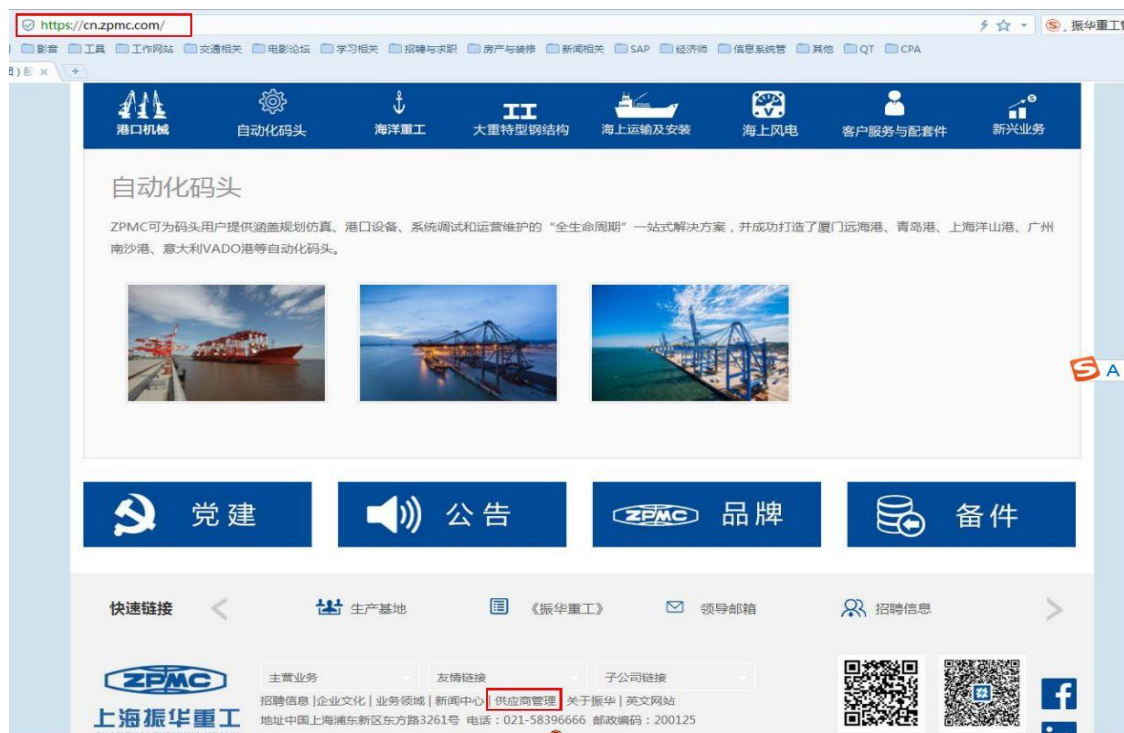 https://cn.zpmc.com/
振华重工
影音 工具 工作网站 交通相关 电影论坛 学习相关 招聘与求职 房产与装修 新闻相关 SAP 经济师 信息系统管 其他 QT CPA
港口机械 自动化码头 海洋重工 大重特型钢结构 海上运输及安装 海上风电 客户服务与配套件 新兴业务
自动化码头
ZPMC可为码头用户提供涵盖规划仿真、港口设备、系统调试和运营维护的“全生命周期”一站式解决方案，并成功打造了厦门远海港、青岛港、上海洋山港、广州
南沙港、意大利VADO港等自动化码头。
S A
党建 公告 ZPMC 品牌 备件
快速链接 生产基地 《振华重工》 领导邮箱 招聘信息
ZPMC 主营业务 友情链接 子公司链接
招聘信息 |企业文化 | 业务领域 | 新闻中心 | 供应商管理 | 关于振华 | 英文网站
上海振华重工 地址中国上海浦东新区东方路3261号 电话：021-58396666 邮政编码：200125